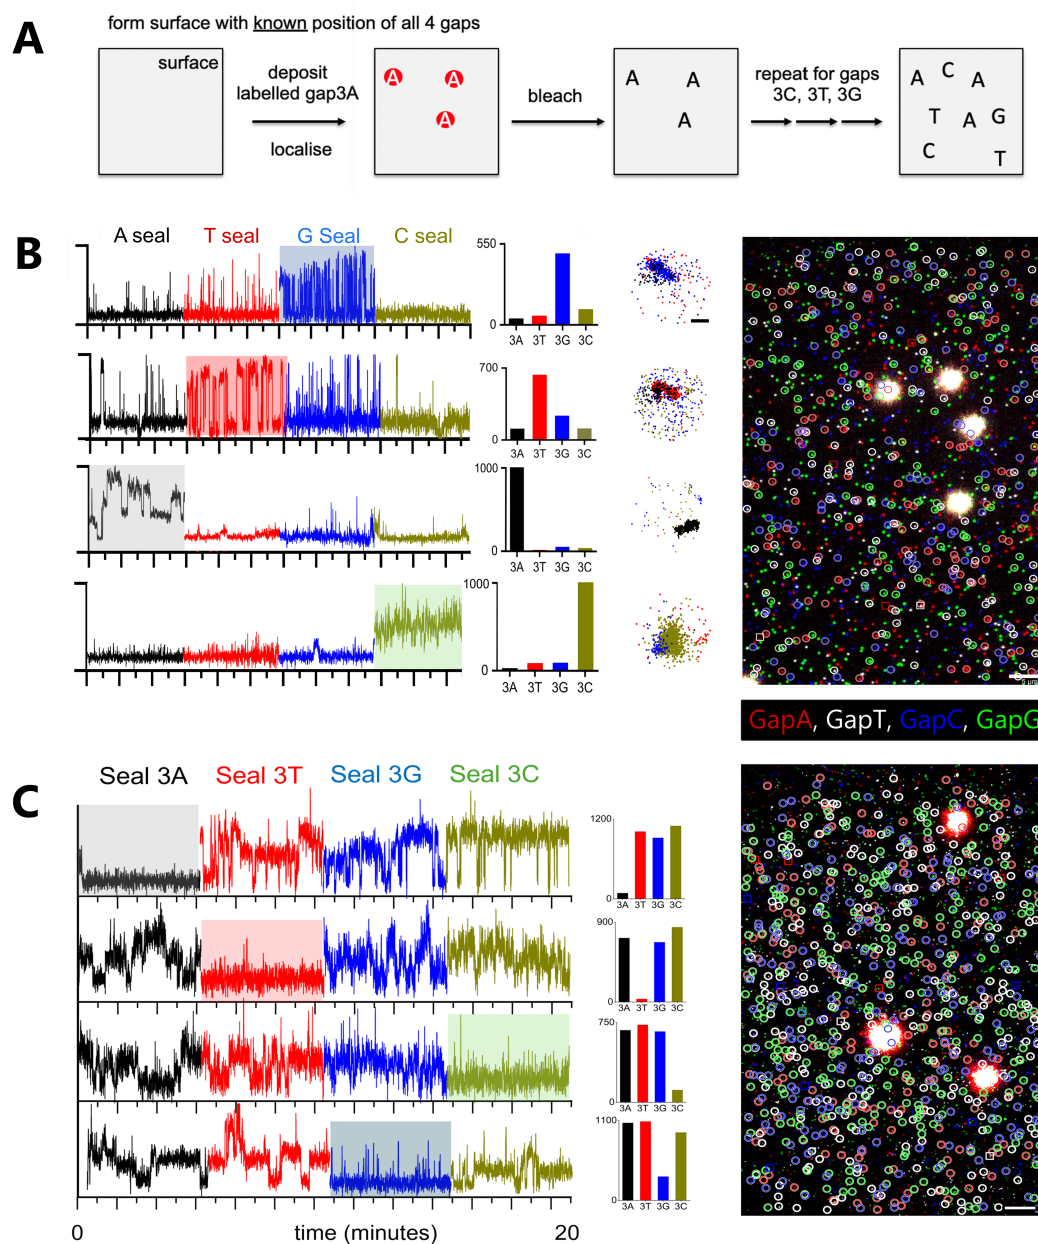 A
form surface with known position of all 4 gaps
surface
deposit
labelled gap3A
localise
A A
A
bleach
A A
A
repeat for gaps
3C, 3T, 3G
A C A
T A G
C T
B
A seal T seal G Seal C seal
550
0
3A 3T 3G 3C
700
0
3A 3T 3G 3C
1000
0
3A 3T 3G 3C
1000
0
3A 3T 3G 3C
5 µm
GapA, GapT, GapC, GapG
C
Seal 3A Seal 3T Seal 3G Seal 3C
1200
0
3A 3T 3G 3C
900
0
3A 3T 3G 3C
750
0
3A 3T 3G 3C
1100
0
3A 3T 3G 3C
0 time (minutes) 20